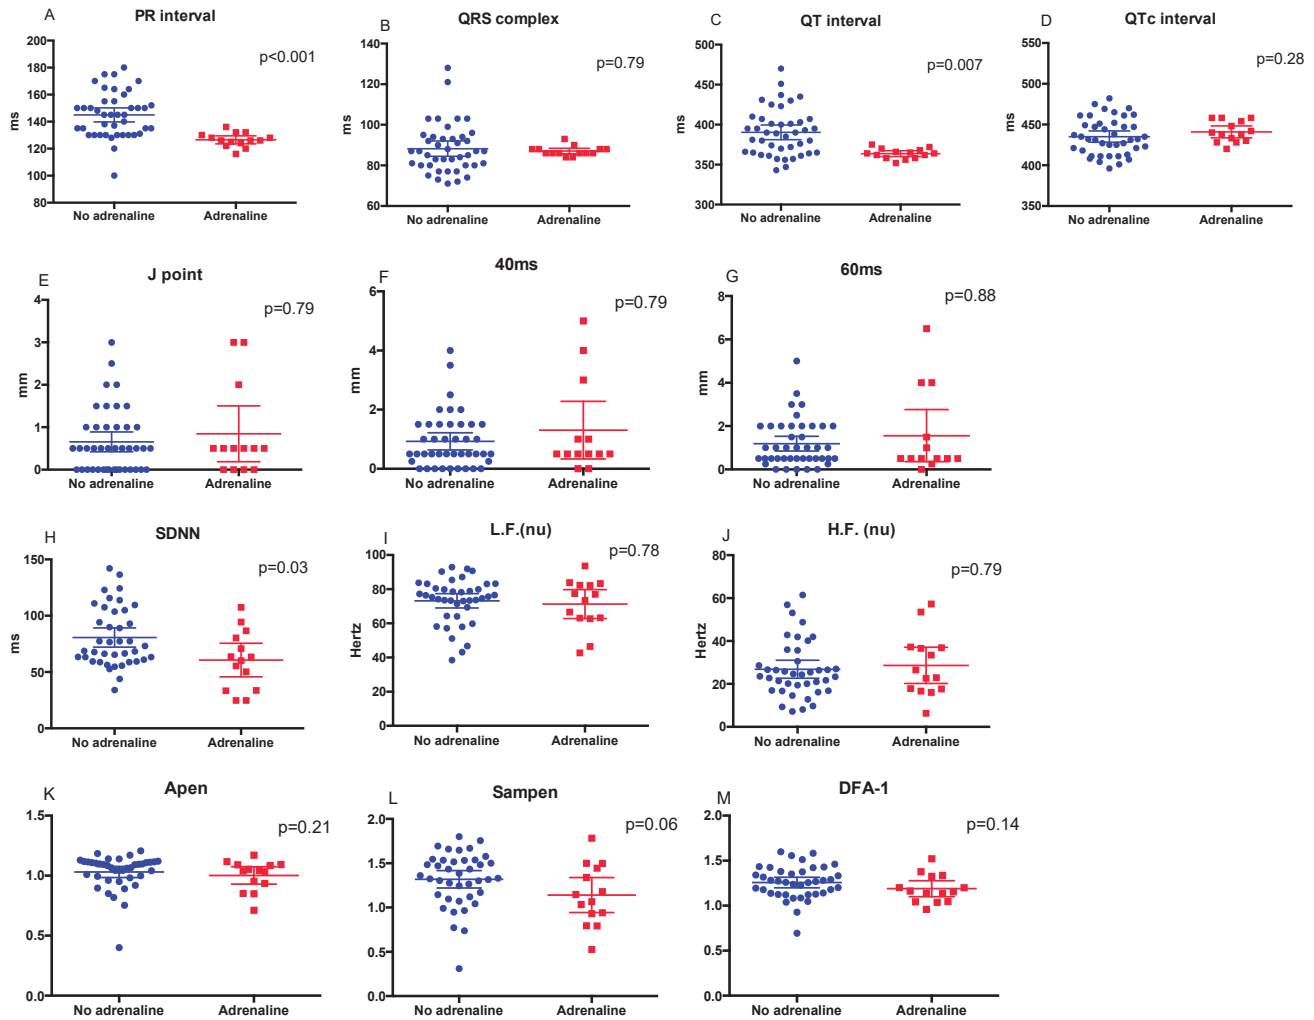 A PR interval
p<0.001
ms
200
180
160
140
120
100
80
No adrenaline Adrenaline
B QRS complex
p=0.79
ms
140
120
100
80
60
No adrenaline Adrenaline
C QT interval
p=0.007
ms
500
450
400
350
300
No adrenaline Adrenaline
D QTc interval
p=0.28
ms
550
500
450
400
350
No adrenaline Adrenaline
E J point
p=0.79
mm
4
3
2
1
0
No adrenaline Adrenaline
F 40ms
p=0.79
mm
6
4
2
0
No adrenaline Adrenaline
G 60ms
p=0.88
mm
8
6
4
2
0
No adrenaline Adrenaline
H SDNN
p=0.03
ms
150
100
50
0
No adrenaline Adrenaline
I L.F.(nu)
p=0.78
Hertz
100
80
60
40
20
0
No adrenaline Adrenaline
J H.F. (nu)
p=0.79
Hertz
80
60
40
20
0
No adrenaline Adrenaline
K Apen
p=0.21
1.5
1.0
0.5
0.0
No adrenaline Adrenaline
L Sampen
p=0.06
2.0
1.5
1.0
0.5
0.0
No adrenaline Adrenaline
M DFA-1
p=0.14
2.0
1.5
1.0
0.5
0.0
No adrenaline Adrenaline